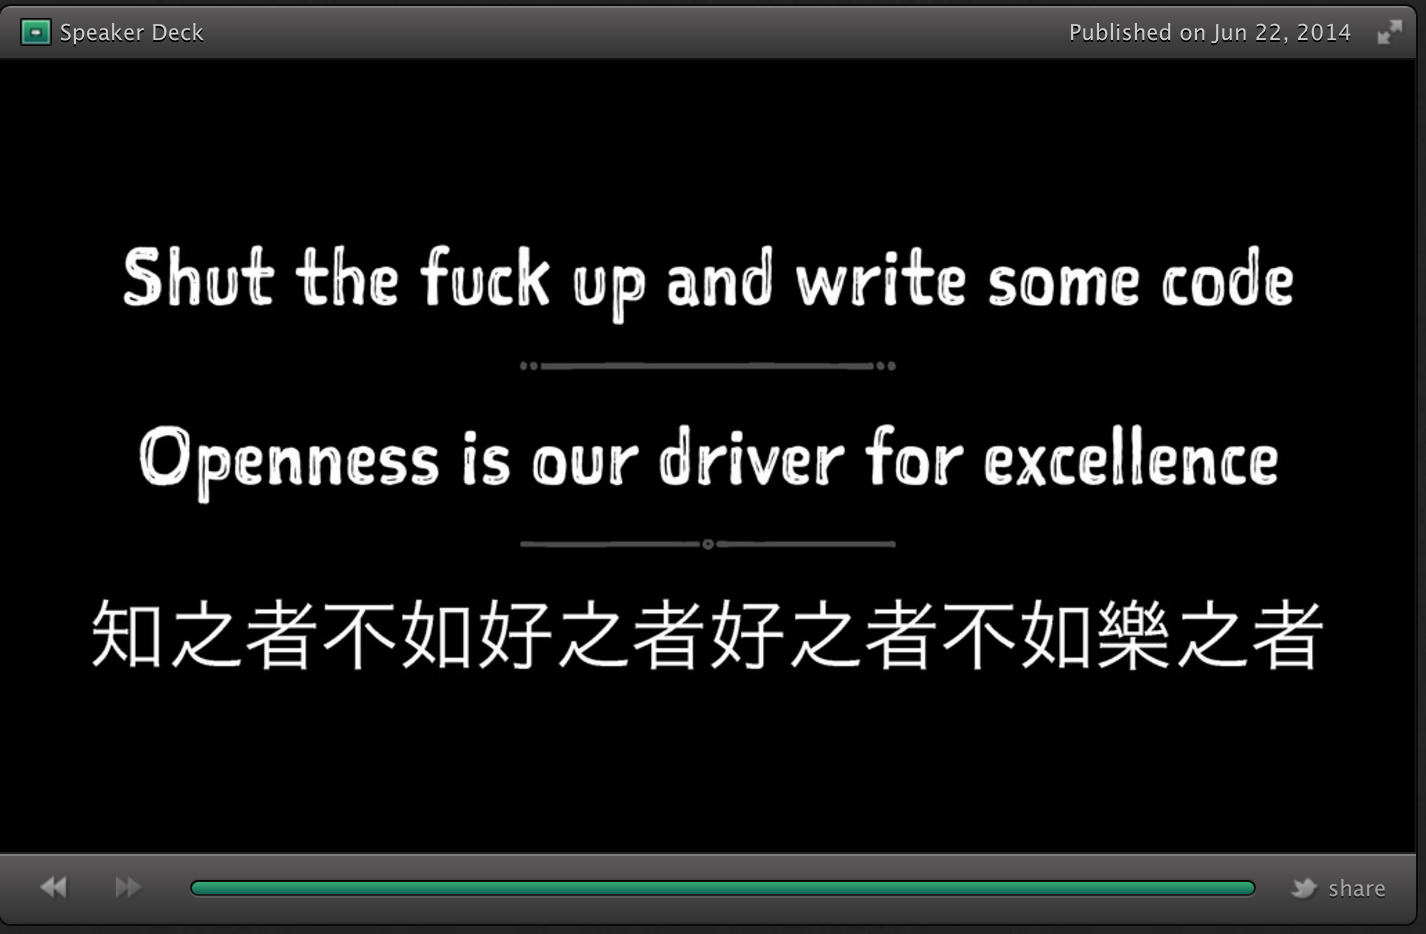 Speaker Deck
Published on Jun 22, 2014
Shut the fuck up and write some code
Openness is our driver for excellence
知之者不如好之者好之者不如樂之者
share